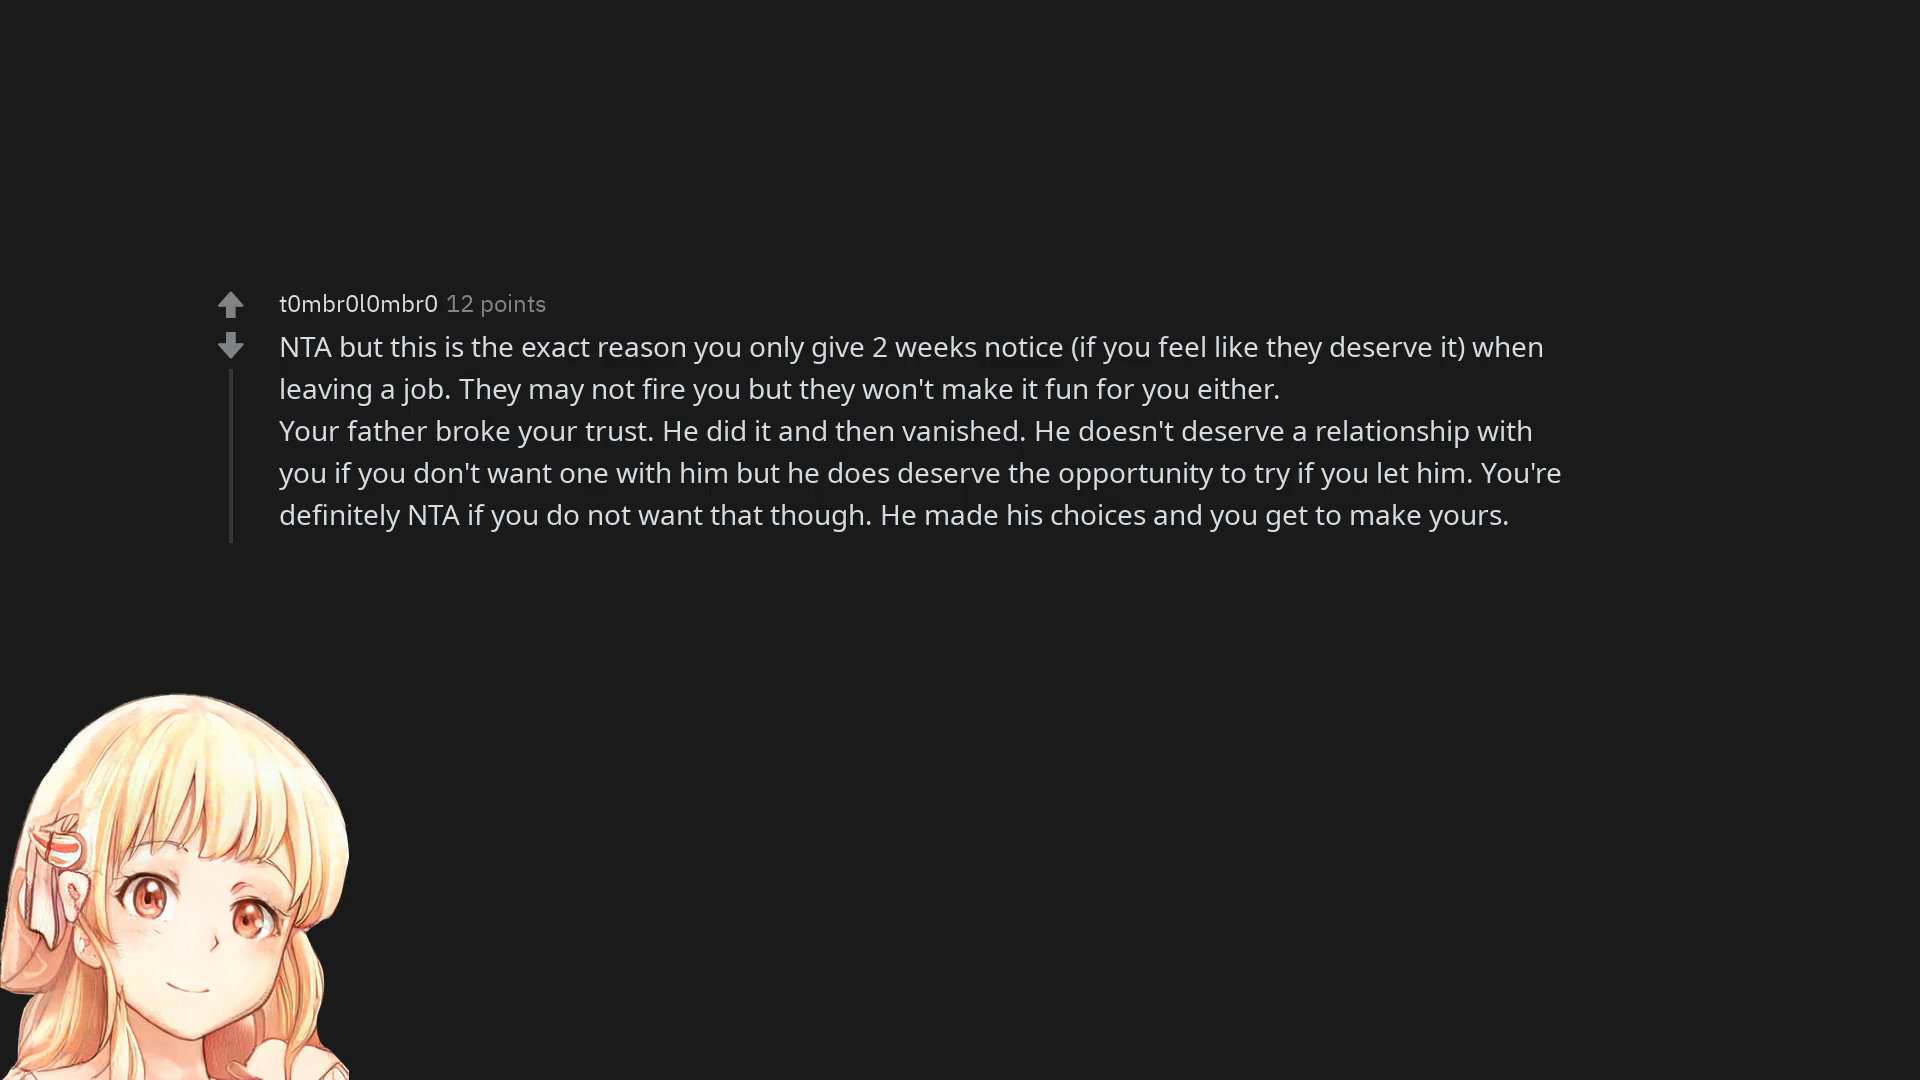 t0mbr0l0mbr0 12 points
NTA but this is the exact reason you only give 2 weeks notice (if you feel like they deserve it) when
leaving a job. They may not fire you but they won't make it fun for you either.
Your father broke your trust. He did it and then vanished. He doesn't deserve a relationship with
you if you don't want one with him but he does deserve the opportunity to try if you let him. You're
definitely NTA if you do not want that though. He made his choices and you get to make yours.